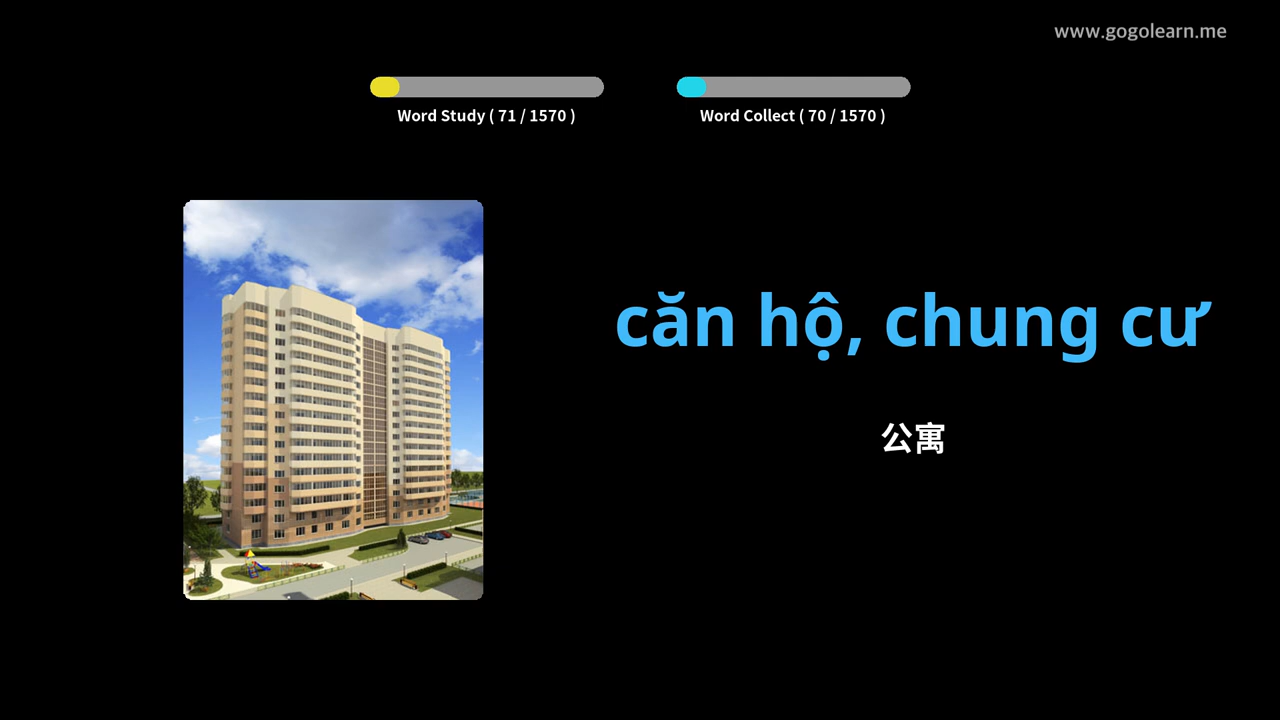 www.gogolearn.me
Word Study ( 71 / 1570 )
Word Collect ( 70 / 1570 )
căn hộ, chung cư
公寓